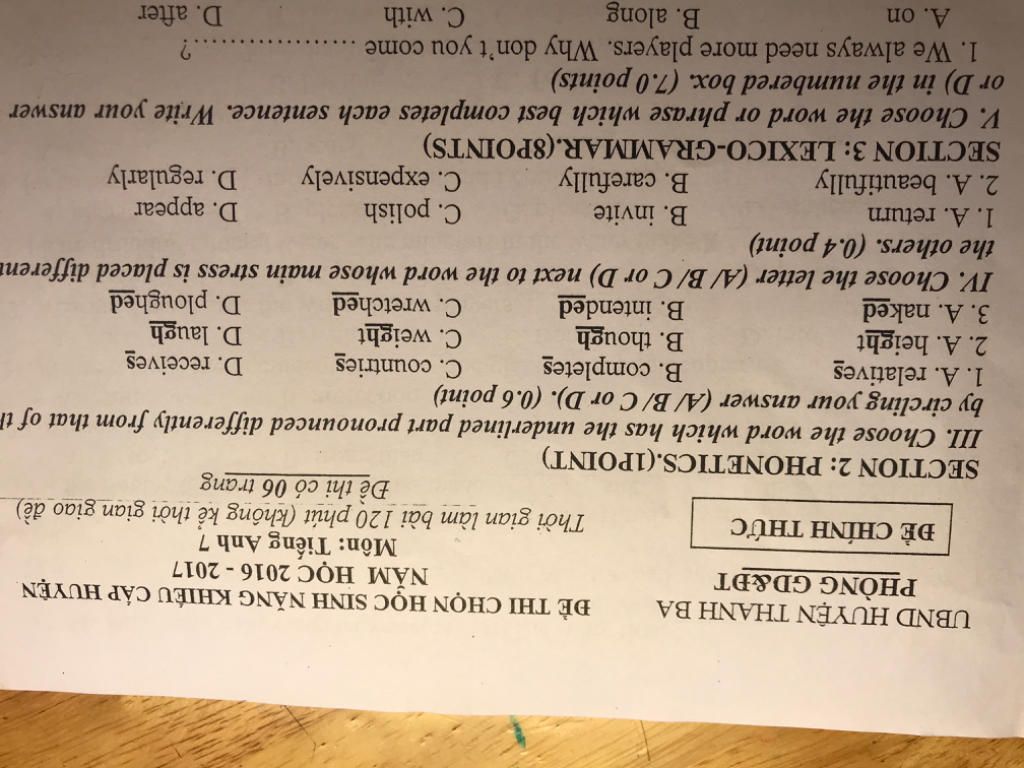 UBND HUYỆN THANH BA
PHÒNG GD&ĐT
ĐỀ CHÍNH THỨC
ĐỀ THI CHỌN HỌC SINH NĂNG KHIẾU CẤP HUYỆN
NĂM HỌC 2016 - 2017
Môn: Tiếng Anh 7
Thời gian làm bài 120 phút (không kể thời gian giao đề)
Đề thi có 06 trang
SECTION 2: PHONETICS.(1POINT)
III. Choose the word which has the underlined part pronounced differently from that of th
by circling your answer (A/ B/ C or D). (0.6 point)
1. A. relatives B. completes C. countries D. receives
2. A. height B. though C. weight D. laugh
3. A. naked B. intended C. wretched D. ploughed
IV. Choose the letter (A/ B/ C or D) next to the word whose main stress is placed different
the others. (0.4 point)
1. A. return B. invite C. polish D. appear
2. A. beautifully B. carefully C. expensively D. regularly
SECTION 3: LEXICO-GRAMMAR.(8POINTS)
V. Choose the word or phrase which best completes each sentence. Write your answer
or D) in the numbered box. (7.0 points)
1. We always need more players. Why don't you come ....................?
A. on B. along C. with D. after